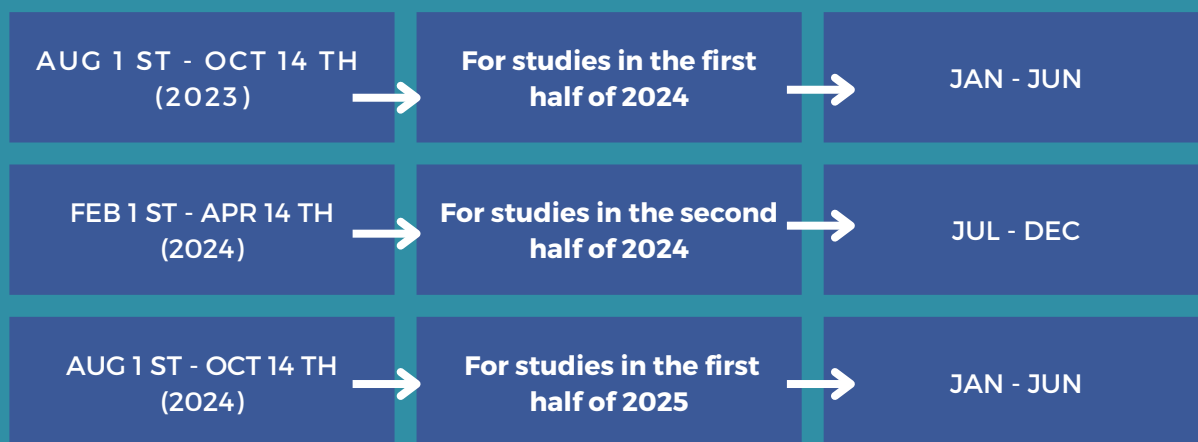 AUG 1 ST - OCT 14 TH
(2023)
For studies in the first
half of 2024
JAN - JUN
FEB 1 ST - APR 14 TH
(2024)
For studies in the second
half of 2024
JUL - DEC
AUG 1 ST - OCT 14 TH
(2024)
For studies in the first
half of 2025
JAN - JUN